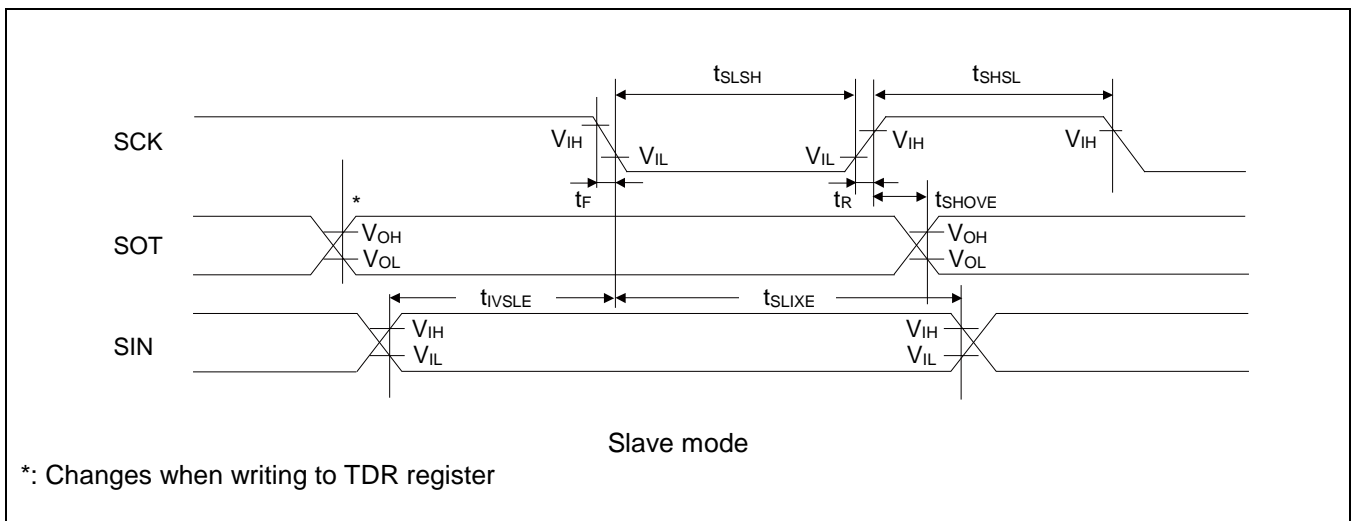 tSLSH tSHSL
SCK VIH VIL VIL VIH VIH
tF tR tSHOVE
*
SOT VOH VOH
VOL VOL
tIVSLE tSLIXE
SIN VIH VIH
VIL VIL
Slave mode
*: Changes when writing to TDR register